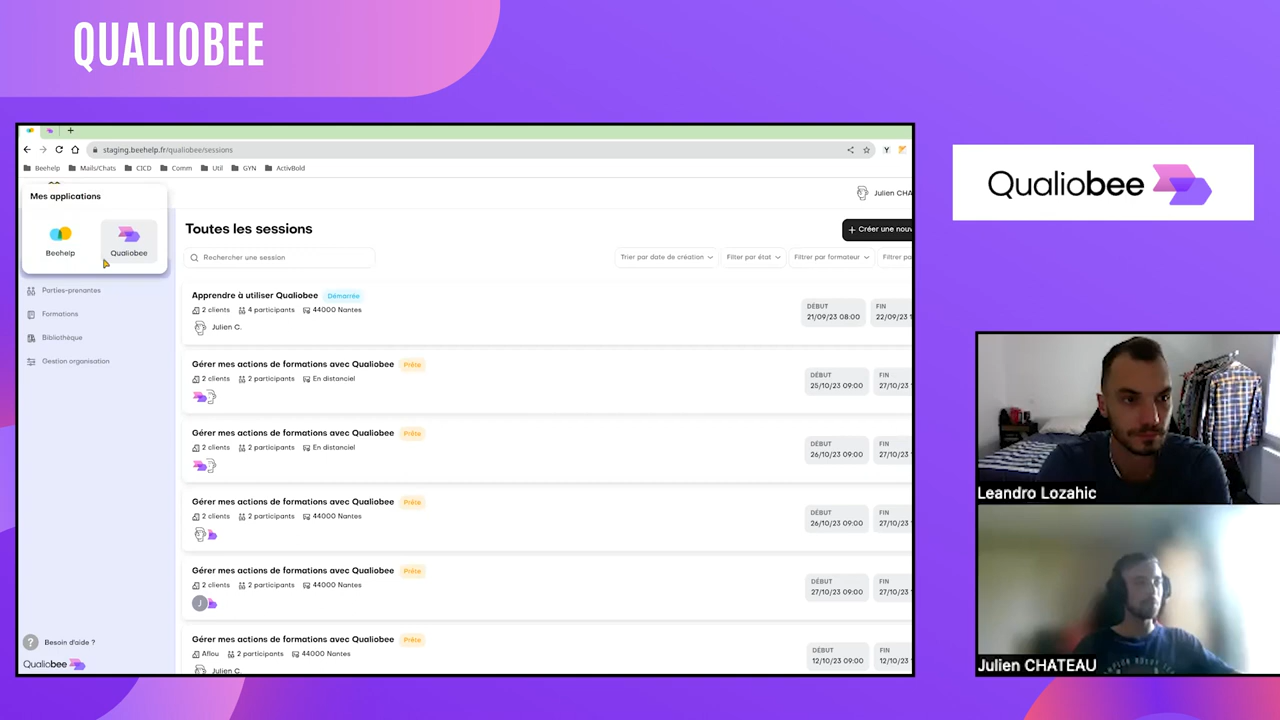 QUALIOBEE
staging.beehelp.fr/qualiobee/sessions
Beehelp
Mails/Chats
CICD
Comm
Util
GYN
ActivBold
Mes applications
Beehelp
Qualiobee
Parties-prenantes
Formations
Bibliothèque
Gestion organisation
Besoin d'aide ?
Qualiobee
Julien CHA
Toutes les sessions
+ Créer une nouv
Rechercher une session
Trier par date de création
Filter par état
Filtrer par formateur
Filtrer pa
Apprendre à utiliser Qualiobee Démarrée
2 clients 4 participants 44000 Nantes
Julien C.
DÉBUT
21/09/23 08:00
FIN
22/09/23
Gérer mes actions de formations avec Qualiobee Prête
2 clients 2 participants En distanciel
DÉBUT
25/10/23 09:00
FIN
27/10/23
Gérer mes actions de formations avec Qualiobee Prête
2 clients 2 participants En distanciel
DÉBUT
26/10/23 09:00
FIN
27/10/23
Gérer mes actions de formations avec Qualiobee Prête
2 clients 2 participants 44000 Nantes
DÉBUT
26/10/23 09:00
FIN
27/10/23
Gérer mes actions de formations avec Qualiobee Prête
2 clients 2 participants 44000 Nantes
J
DÉBUT
27/10/23 09:00
FIN
27/10/23
Gérer mes actions de formations avec Qualiobee Prête
Aflou 2 participants 44000 Nantes
Julien C.
DÉBUT
12/10/23 09:00
FIN
12/10/23
Qualiobee
Leandro Lozahic
Julien CHATEAU